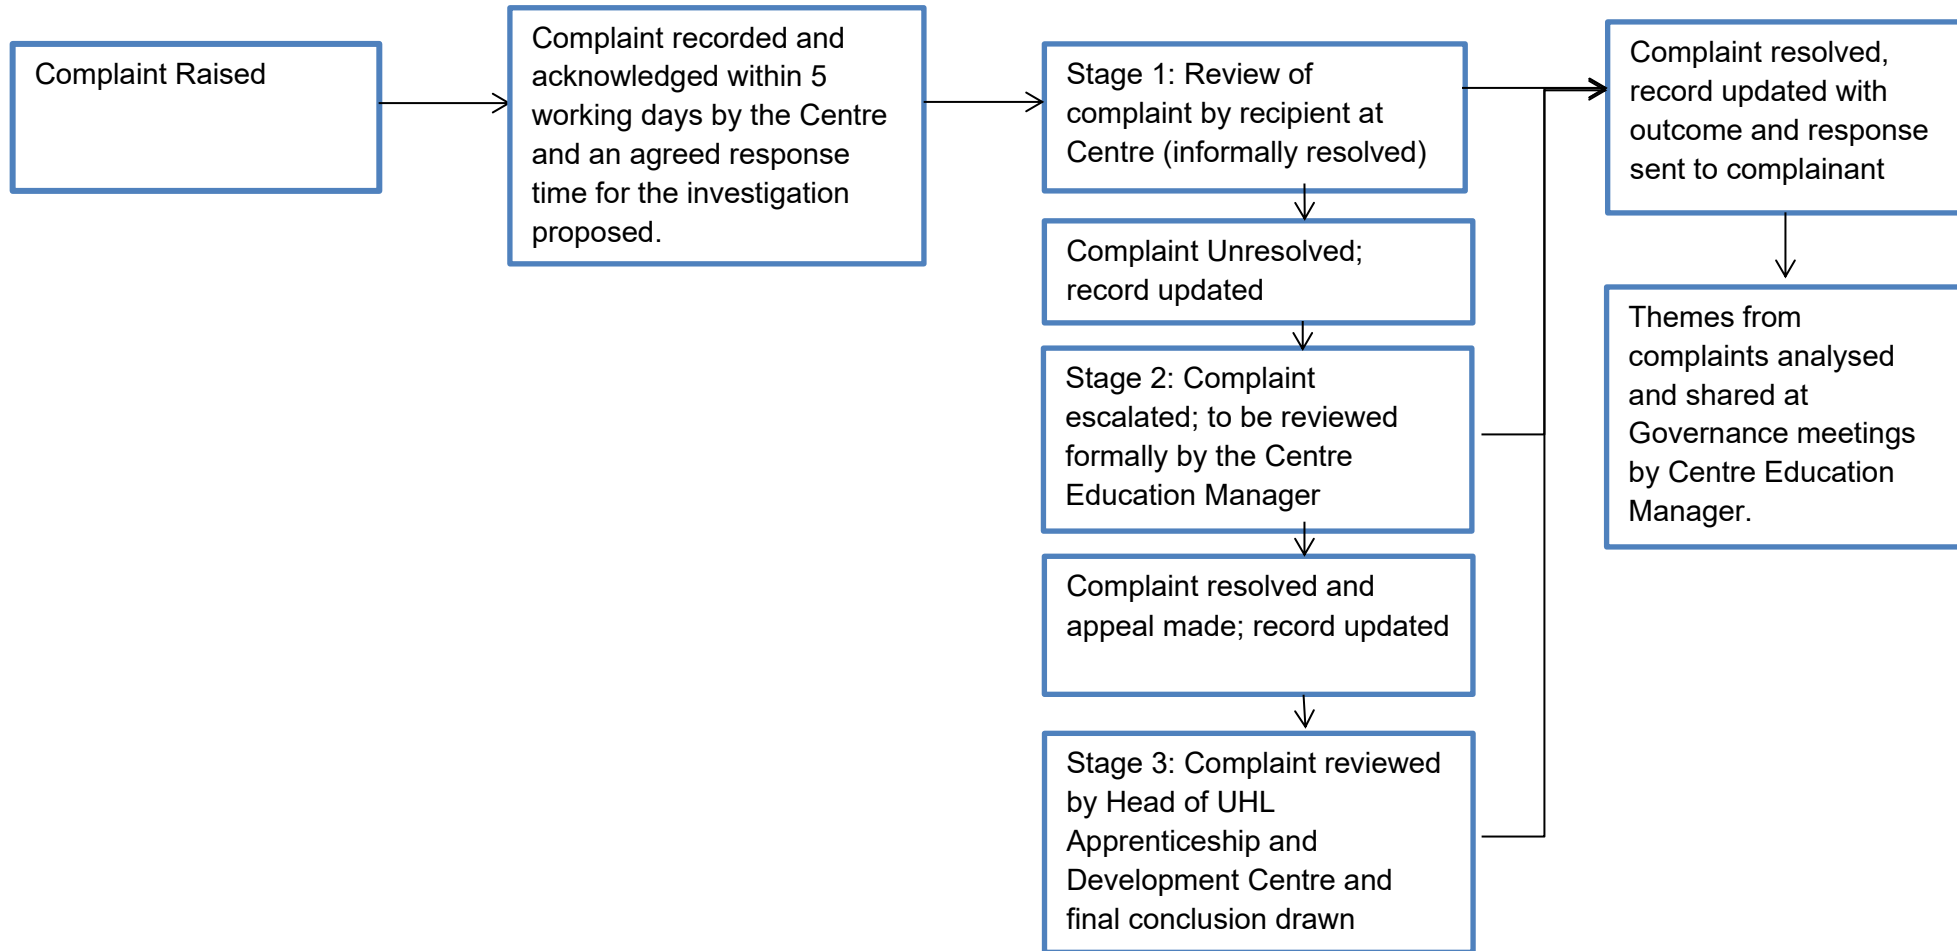 Complaint Raised
Complaint recorded and
acknowledged within 5
working days by the Centre
and an agreed response
time for the investigation
proposed.
Stage 1: Review of
complaint by recipient at
Centre (informally resolved)
Complaint Unresolved;
record updated
Stage 2: Complaint
escalated; to be reviewed
formally by the Centre
Education Manager
Complaint resolved and
appeal made; record updated
Stage 3: Complaint reviewed
by Head of UHL
Apprenticeship and
Development Centre and
final conclusion drawn
Complaint resolved,
record updated with
outcome and response
sent to complainant
Themes from
complaints analysed
and shared at
Governance meetings
by Centre Education
Manager.